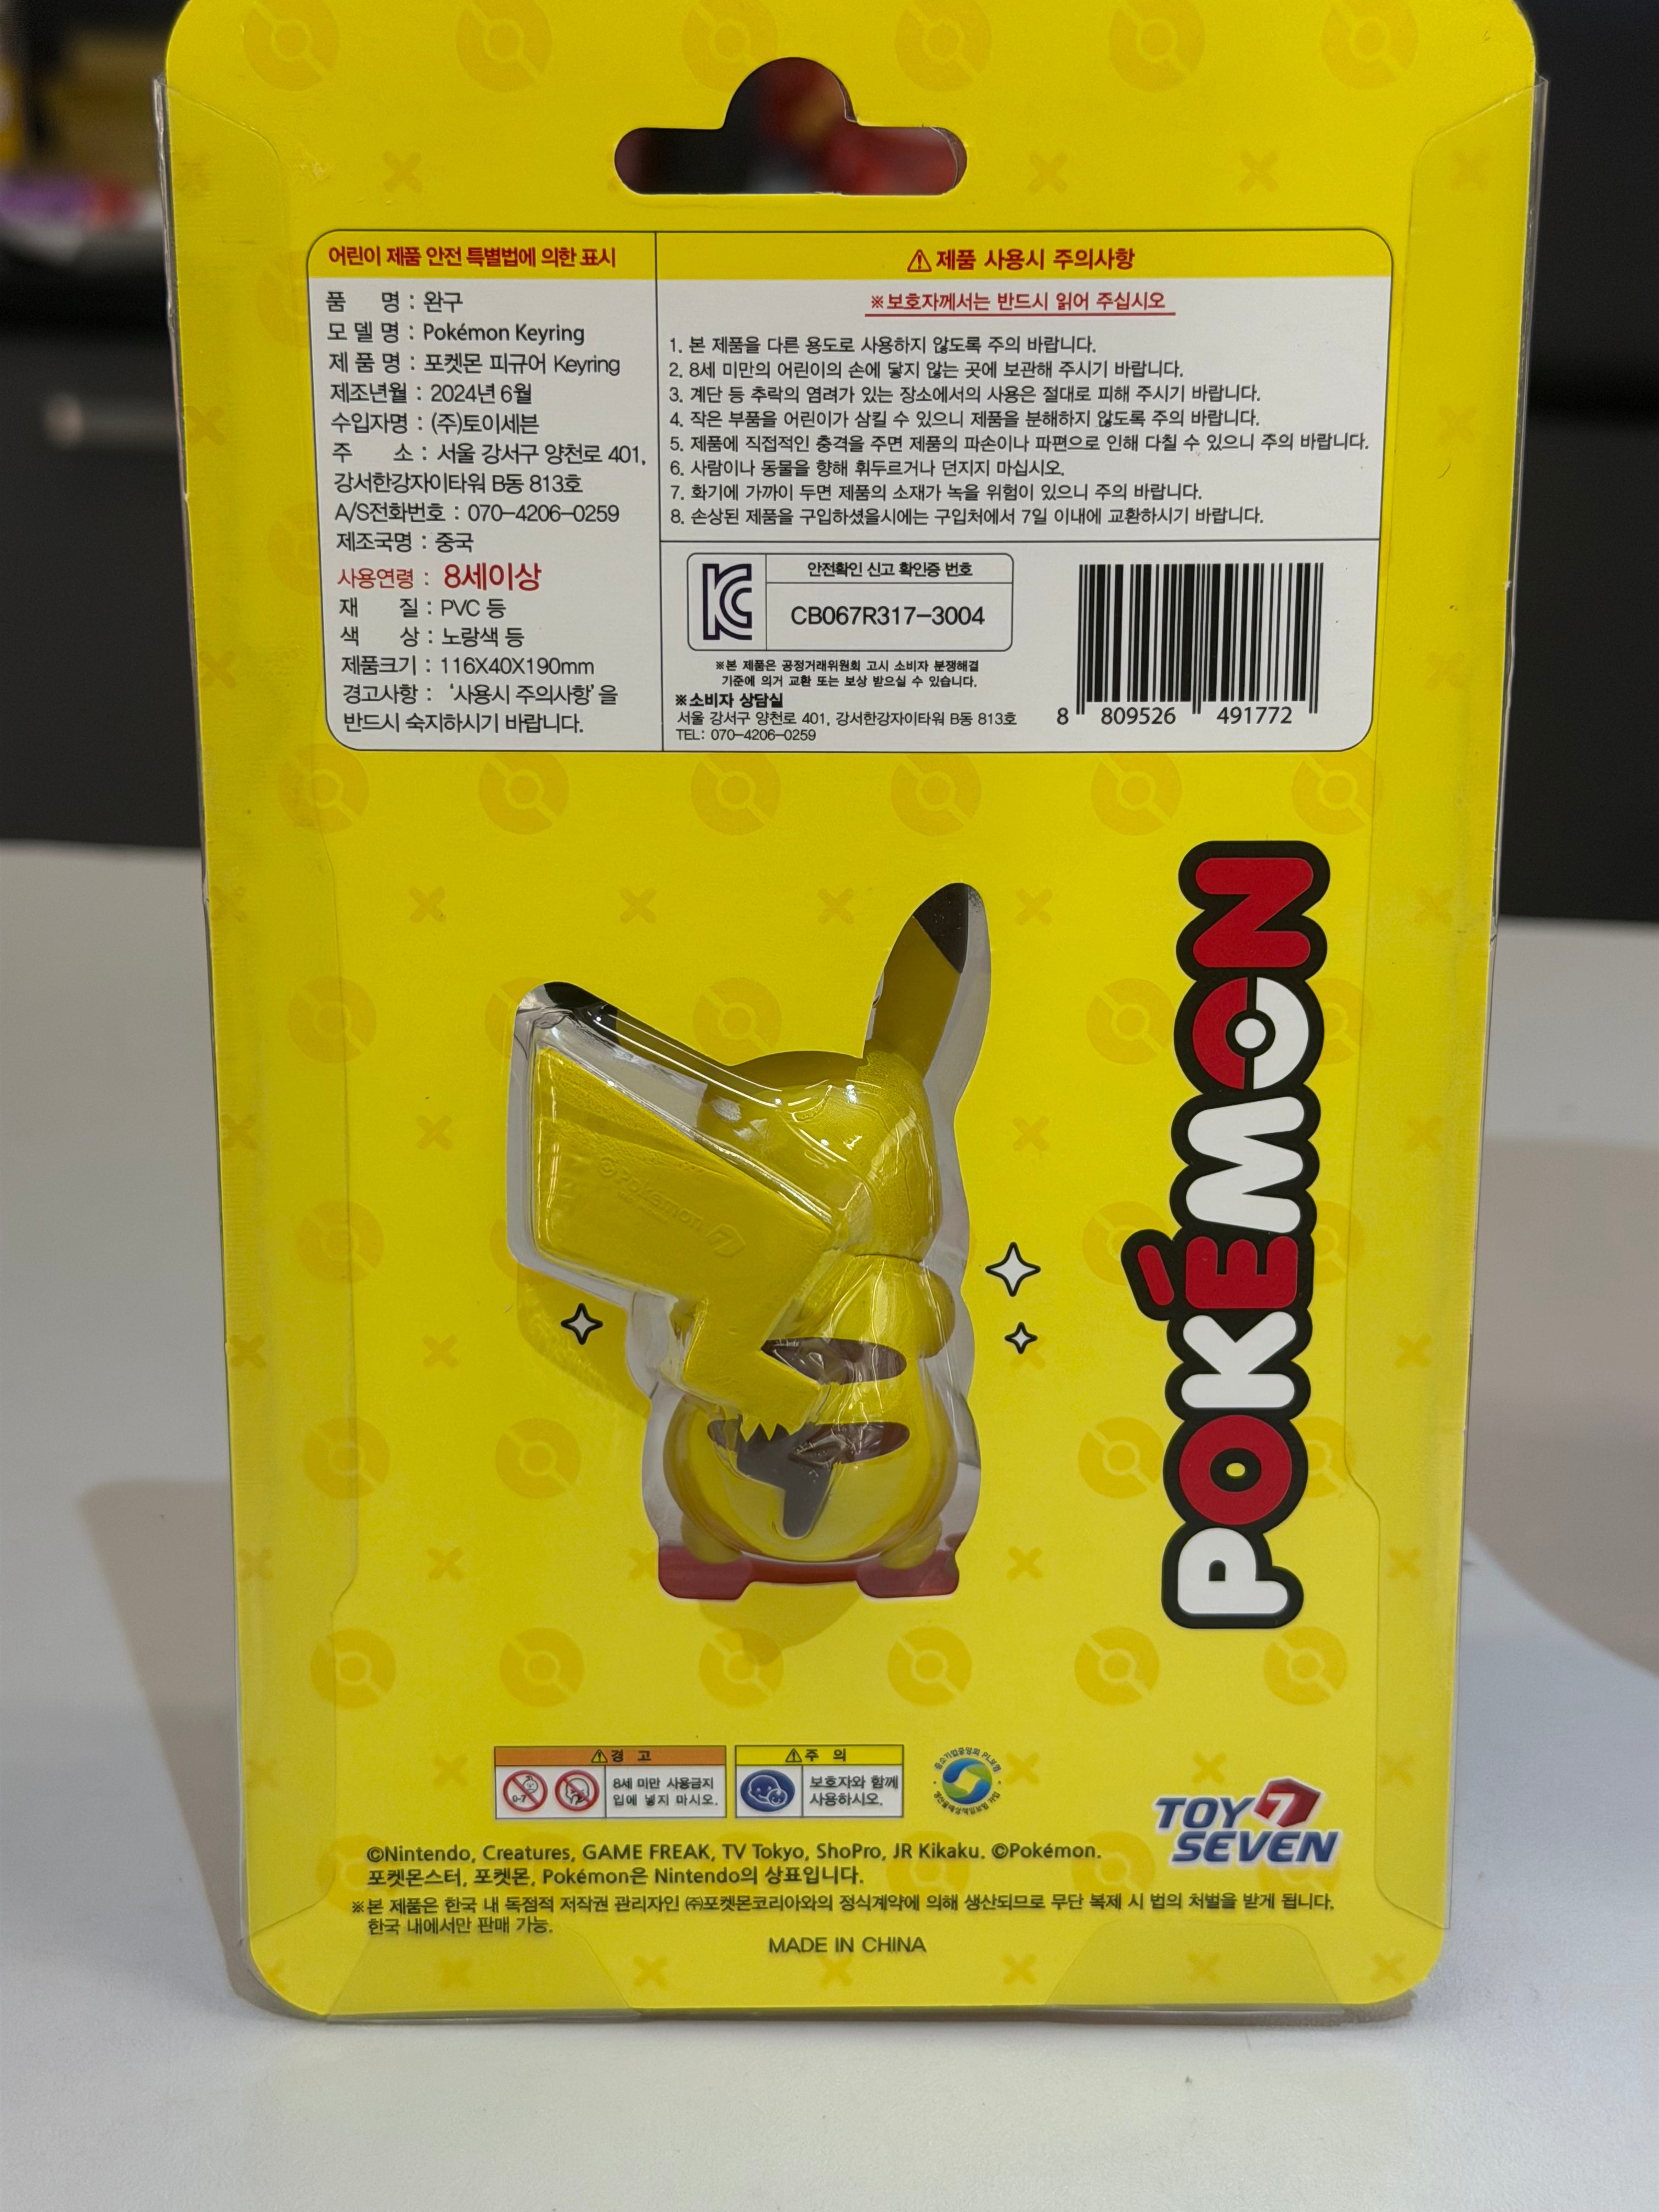 어린이 제품 안전 특별법에 의한 표시
품 명 : 완구
모 델 명 : Pokémon Keyring
제 품 명 : 포켓몬 피규어 Keyring
제조년월 : 2024년 6월
수입자명 : (주)토이세븐
주 소 : 서울 강서구 양천로 401,
강서한강자이타워 B동 813호
A/S전화번호 : 070-4206-0259
제조국명 : 중국
사용연령 : 8세이상
재 질 : PVC 등
색 상 : 노랑색 등
제품크기 : 116X40X190mm
경고사항 : '사용시 주의사항'을
반드시 숙지하시기 바랍니다.
⚠ 제품 사용시 주의사항
※보호자께서는 반드시 읽어 주십시오
1. 본 제품을 다른 용도로 사용하지 않도록 주의 바랍니다.
2. 8세 미만의 어린이의 손에 닿지 않는 곳에 보관해 주시기 바랍니다.
3. 계단 등 추락의 염려가 있는 장소에서의 사용은 절대로 피해 주시기 바랍니다.
4. 작은 부품을 어린이가 삼킬 수 있으니 제품을 분해하지 않도록 주의 바랍니다.
5. 제품에 직접적인 충격을 주면 제품의 파손이나 파편으로 인해 다칠 수 있으니 주의 바랍니다.
6. 사람이나 동물을 향해 휘두르거나 던지지 마십시오.
7. 화기에 가까이 두면 제품의 소재가 녹을 위험이 있으니 주의 바랍니다.
8. 손상된 제품을 구입하셨을시에는 구입처에서 7일 이내에 교환하시기 바랍니다.
KC
안전확인 신고 확인증 번호
CB067R317-3004
※본 제품은 공정거래위원회 고시 소비자 분쟁해결
기준에 의거 교환 또는 보상 받으실 수 있습니다.
※소비자 상담실
서울 강서구 양천로 401, 강서한강자이타워 B동 813호
TEL: 070-4206-0259
8 809526 491772
©Pokémon 7
POKÉMON
⚠경 고
0-7
8세 미만 사용금지
입에 넣지 마시오.
⚠주 의
보호자와 함께
사용하시오.
중소기업중앙회 PL보험
TOY 7
SEVEN
©Nintendo, Creatures, GAME FREAK, TV Tokyo, ShoPro, JR Kikaku. ©Pokémon.
포켓몬스터, 포켓몬, Pokémon은 Nintendo의 상표입니다.
※본 제품은 한국 내 독점적 저작권 관리자인 ㈜포켓몬코리아와의 정식계약에 의해 생산되므로 무단 복제 시 법의 처벌을 받게 됩니다.
한국 내에서만 판매 가능.
MADE IN CHINA